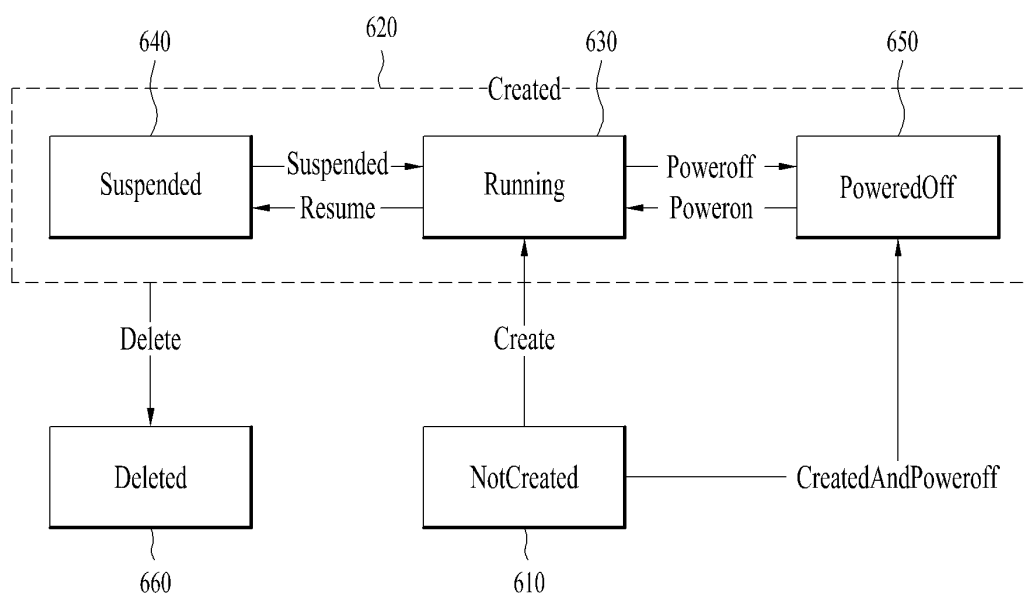 640
620
630
650
Created
Suspended
Suspended
Running
Poweroff
PoweredOff
Resume
Poweron
Delete
Create
Deleted
NotCreated
CreatedAndPoweroff
660
610